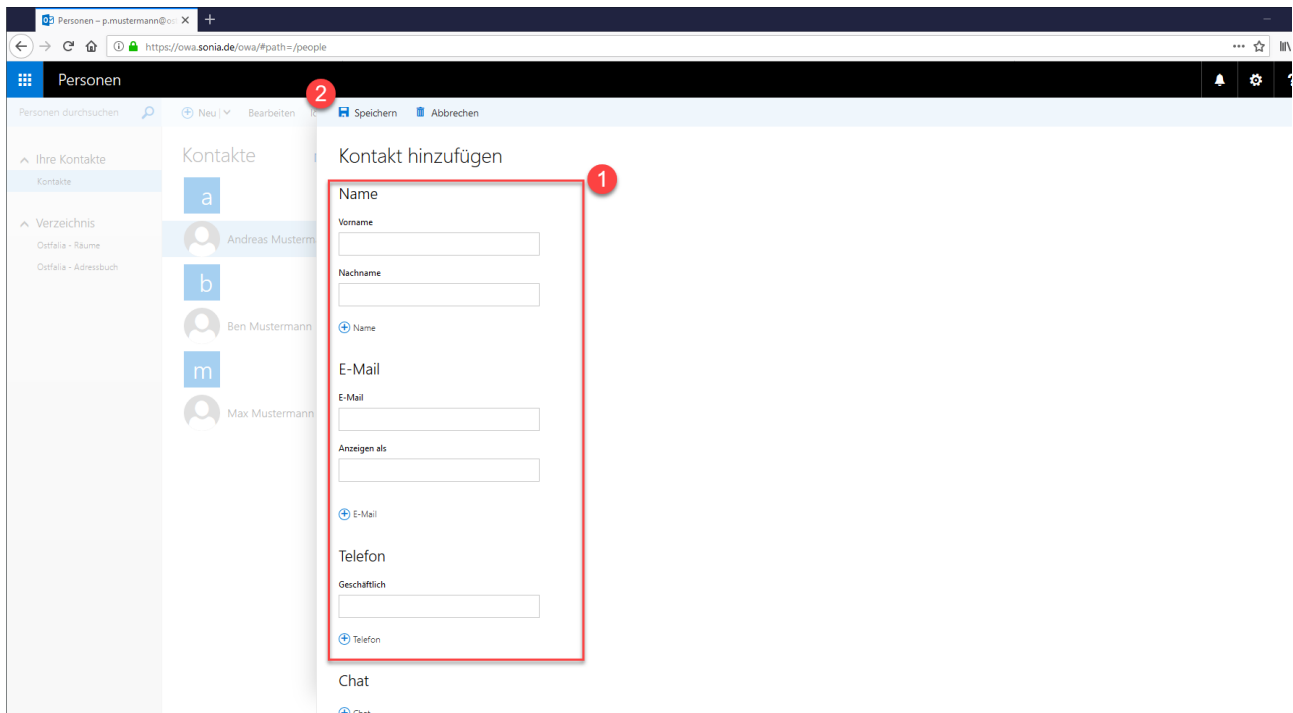 Personen – p.mustermann@os
https://owa.sonia.de/owa/#path=/people
Personen
2
Personen durchsuchen
Neu
Bearbeiten
Speichern
Abbrechen
Ihre Kontakte
Kontakte
Verzeichnis
Ostfalia - Räume
Ostfalia - Adressbuch
Kontakte
a
Andreas Musterm
b
Ben Mustermann
m
Max Mustermann
Kontakt hinzufügen
1
Name
Vorname
Nachname
Name
E-Mail
E-Mail
Anzeigen als
E-Mail
Telefon
Geschäftlich
Telefon
Chat
Chat